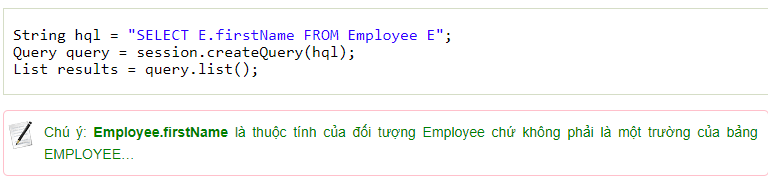 String hql = "SELECT E.firstName FROM Employee E";
Query query = session.createQuery(hql);
List results = query.list();
Chú ý: Employee.firstName là thuộc tính của đối tượng Employee chứ không phải là một trường của bảng
EMPLOYEE...